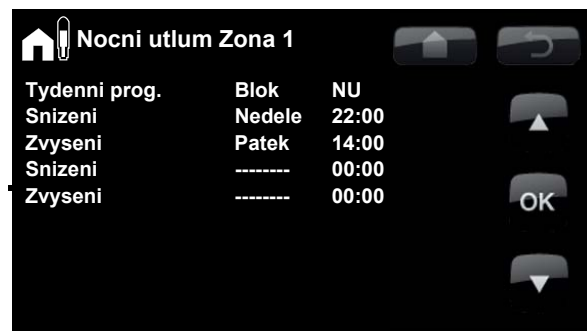 Nocni utlum Zona 1
Tydenni prog. Blok NU
Snizeni Nedele 22:00
Zvyseni Patek 14:00
Snizeni -------- 00:00
Zvyseni -------- 00:00
OK